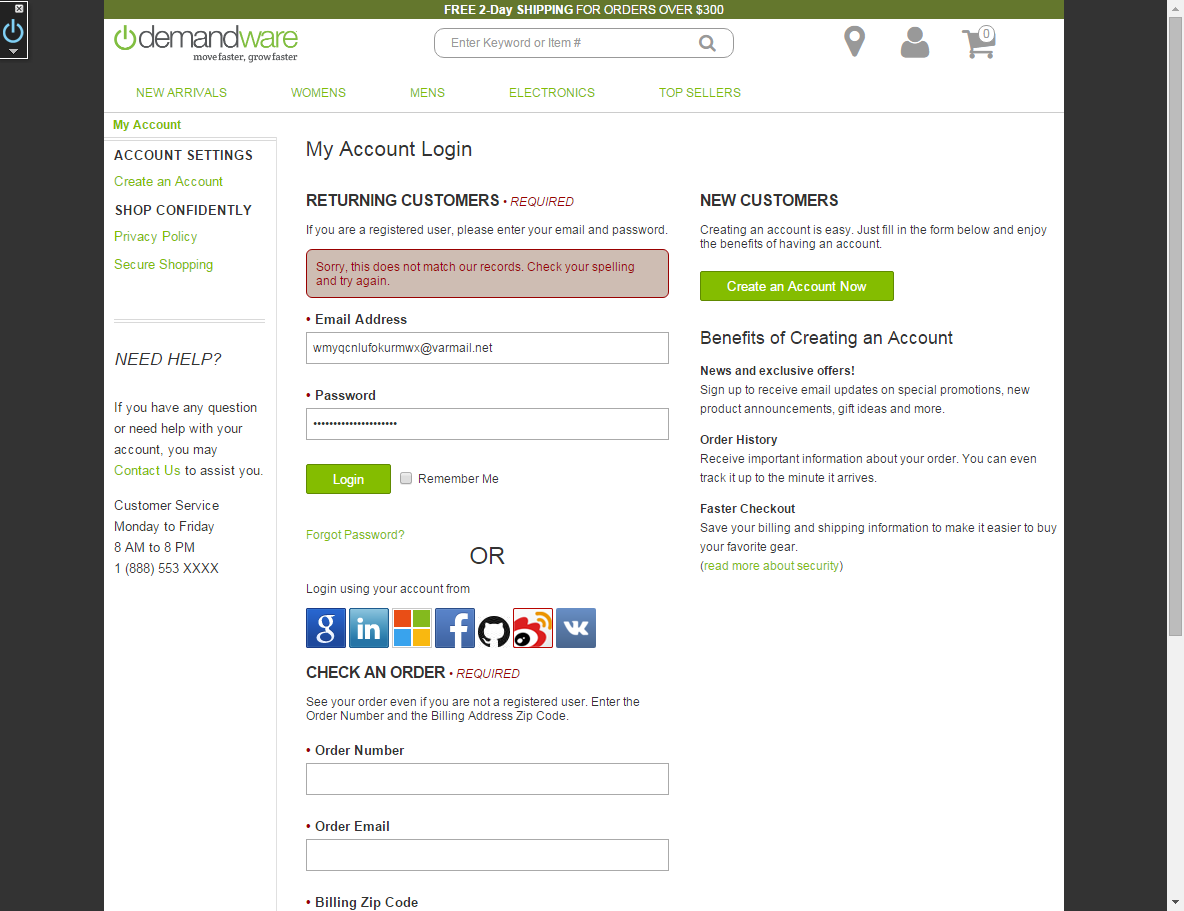 FREE 2-Day SHIPPING FOR ORDERS OVER $300
demandware
move faster, grow faster
Enter Keyword or Item #
0
NEW ARRIVALS WOMENS MENS ELECTRONICS TOP SELLERS
My Account
ACCOUNT SETTINGS
Create an Account
SHOP CONFIDENTLY
Privacy Policy
Secure Shopping
NEED HELP?
If you have any question
or need help with your
account, you may
Contact Us to assist you.
Customer Service
Monday to Friday
8 AM to 8 PM
1 (888) 553 XXXX
My Account Login
RETURNING CUSTOMERS • REQUIRED
If you are a registered user, please enter your email and password.
Sorry, this does not match our records. Check your spelling
and try again.
• Email Address
wmyqcnlufokurmwx@varmail.net
• Password
•••••••••••••••••••••
Login Remember Me
Forgot Password?
OR
Login using your account from
g in f VK
CHECK AN ORDER • REQUIRED
See your order even if you are not a registered user. Enter the
Order Number and the Billing Address Zip Code.
• Order Number
• Order Email
• Billing Zip Code
NEW CUSTOMERS
Creating an account is easy. Just fill in the form below and enjoy
the benefits of having an account.
Create an Account Now
Benefits of Creating an Account
News and exclusive offers!
Sign up to receive email updates on special promotions, new
product announcements, gift ideas and more.
Order History
Receive important information about your order. You can even
track it up to the minute it arrives.
Faster Checkout
Save your billing and shipping information to make it easier to buy
your favorite gear.
(read more about security)